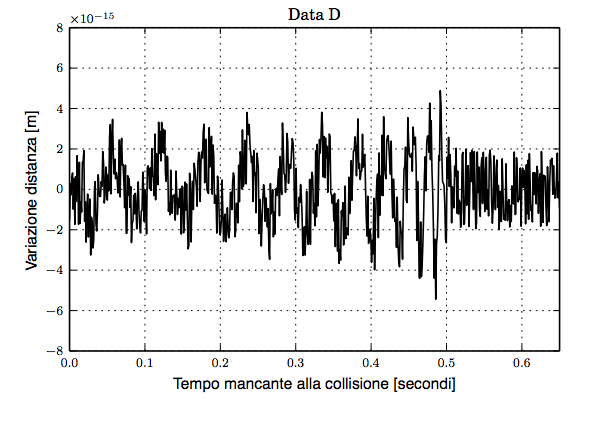 Data D
×10−15
8
6
4
2
0
−2
−4
−6
−8
0.0 0.1 0.2 0.3 0.4 0.5 0.6
Variazione distanza [m]
Tempo mancante alla collisione [secondi]